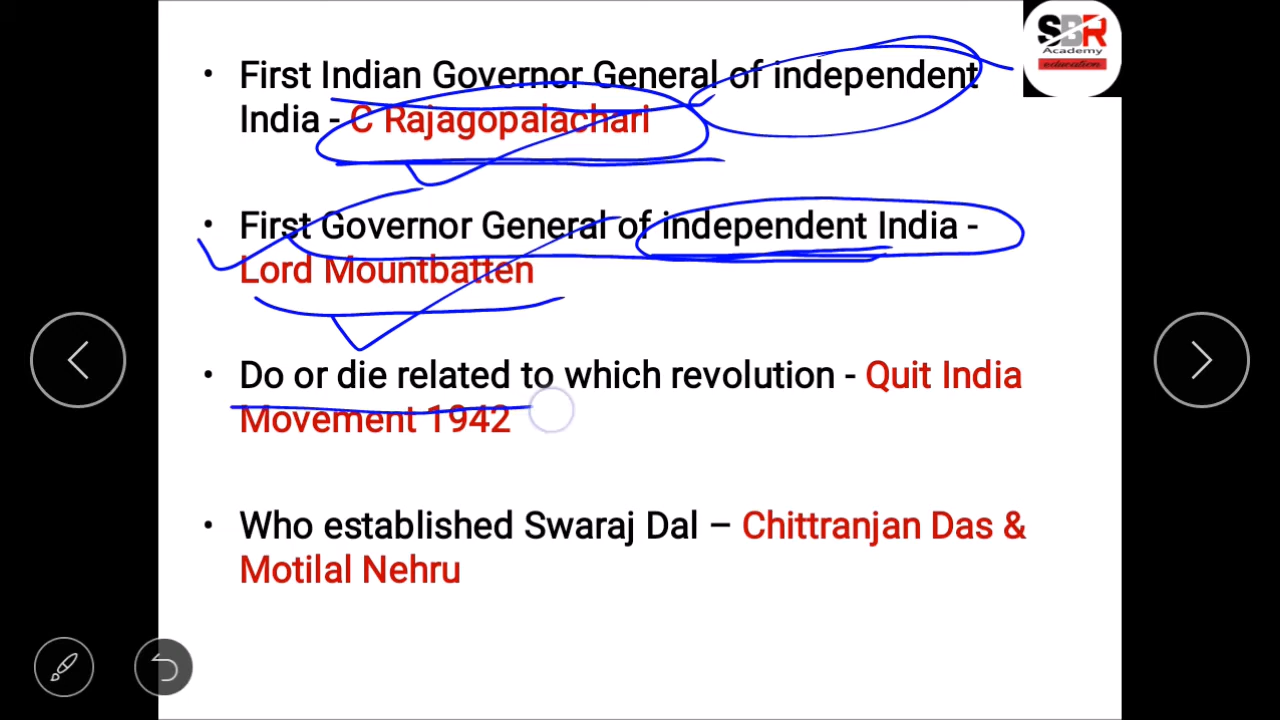 SBR
Academy
education
• First Indian Governor General of independent
India - C Rajagopalachari
• First Governor General of independent India -
Lord Mountbatten
• Do or die related to which revolution - Quit India
Movement 1942
• Who established Swaraj Dal – Chittranjan Das &
Motilal Nehru